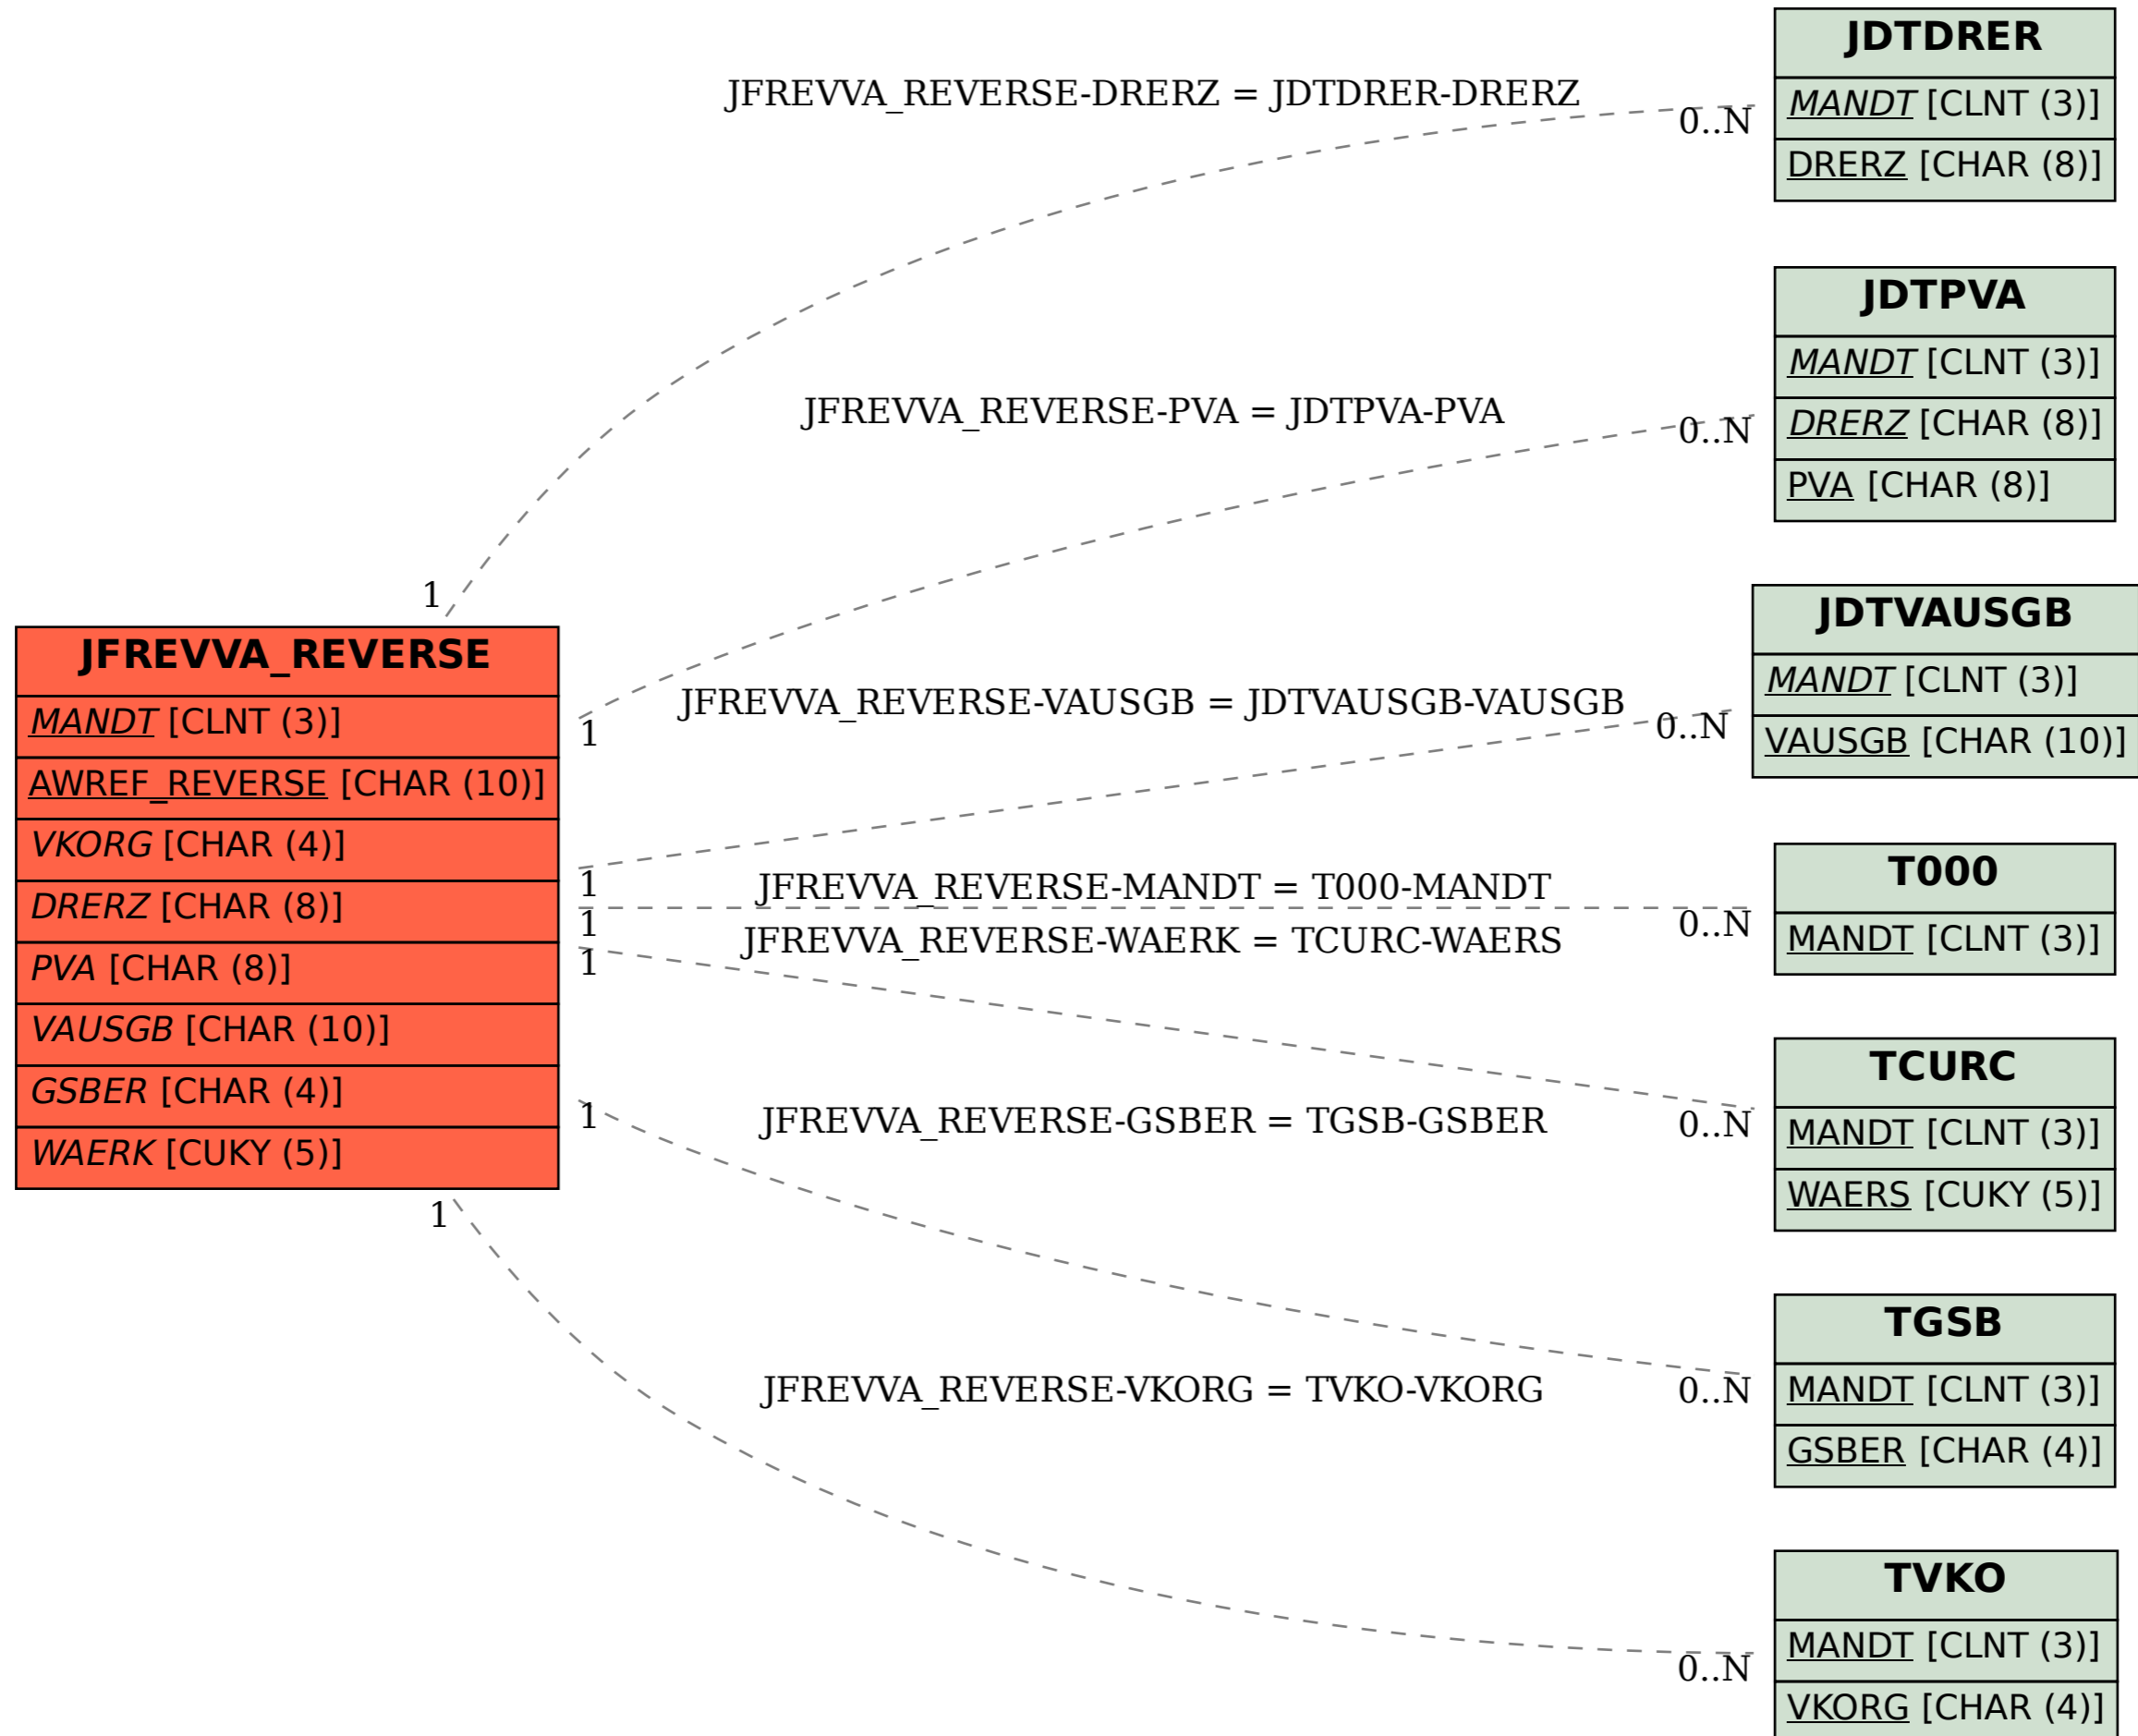 JDTDRER
MANDT [CLNT (3)]
DRERZ [CHAR (8)]
JFREVVA_REVERSE-DRERZ = JDTDRER-DRERZ
0..N
1
JDTPVA
MANDT [CLNT (3)]
DRERZ [CHAR (8)]
PVA [CHAR (8)]
JFREVVA_REVERSE-PVA = JDTPVA-PVA
0..N
1
JDTVAUSGB
MANDT [CLNT (3)]
VAUSGB [CHAR (10)]
JFREVVA_REVERSE-VAUSGB = JDTVAUSGB-VAUSGB
0..N
1
JFREVVA_REVERSE
MANDT [CLNT (3)]
AWREF_REVERSE [CHAR (10)]
VKORG [CHAR (4)]
DRERZ [CHAR (8)]
PVA [CHAR (8)]
VAUSGB [CHAR (10)]
GSBER [CHAR (4)]
WAERK [CUKY (5)]
T000
MANDT [CLNT (3)]
JFREVVA_REVERSE-MANDT = T000-MANDT
0..N
1
JFREVVA_REVERSE-WAERK = TCURC-WAERS
1
0..N
TCURC
MANDT [CLNT (3)]
WAERS [CUKY (5)]
JFREVVA_REVERSE-GSBER = TGSB-GSBER
1
0..N
TGSB
MANDT [CLNT (3)]
GSBER [CHAR (4)]
JFREVVA_REVERSE-VKORG = TVKO-VKORG
1
0..N
TVKO
MANDT [CLNT (3)]
VKORG [CHAR (4)]